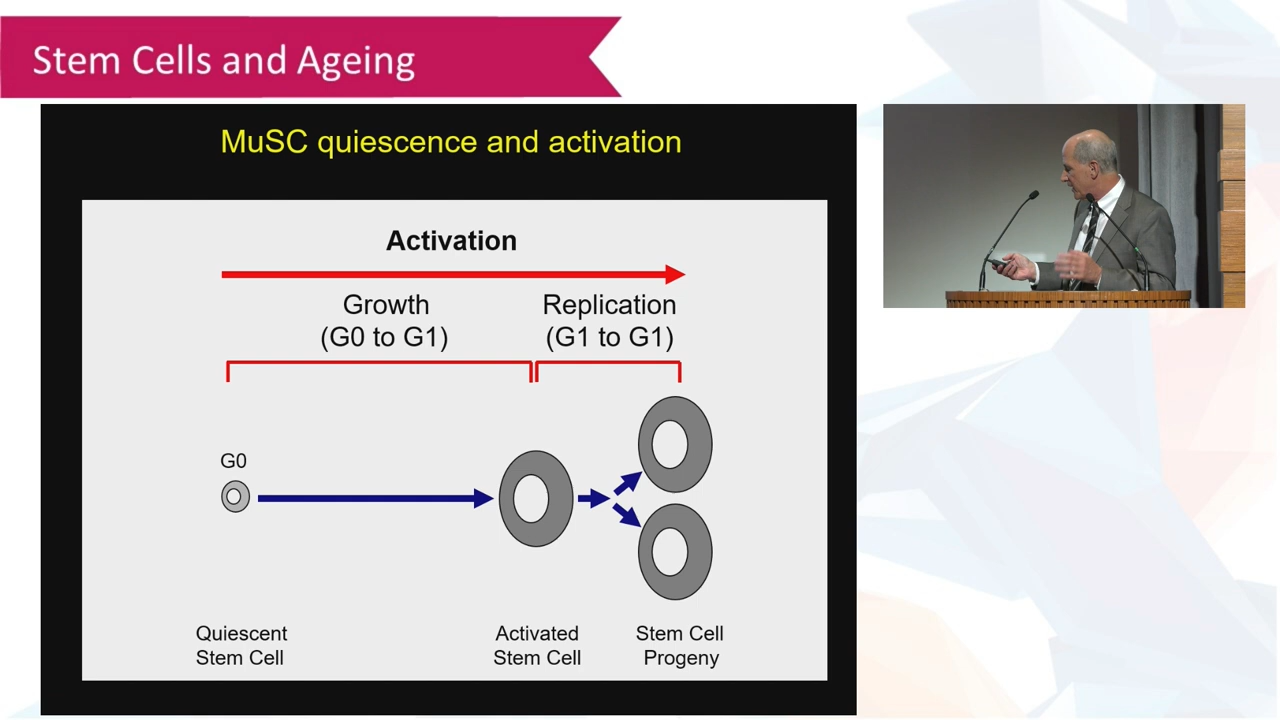 Stem Cells and Ageing
MuSC quiescence and activation
Activation
Growth
(G0 to G1)
Replication
(G1 to G1)
G0
Quiescent
Stem Cell
Activated
Stem Cell
Stem Cell
Progeny